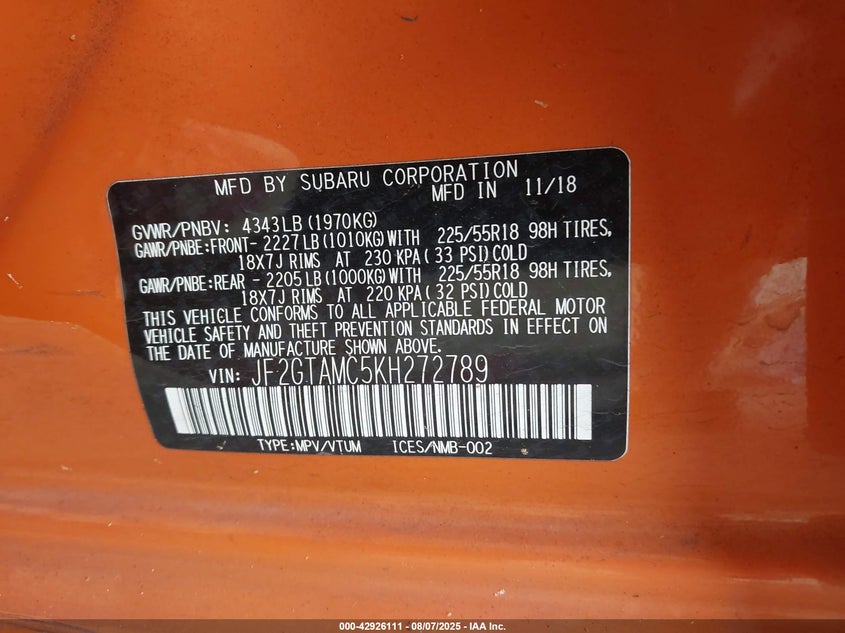 MFD BY SUBARU CORPORATION
MFD IN 11/18
GVWR/PNBV: 4343LB (1970KG)
GAWR/PNBE:FRONT- 2227LB (1010KG) WITH 225/55R18 98H TIRES,
18X7J RIMS AT 230 KPA ( 33 PSI) COLD
GAWR/PNBE:REAR - 2205LB (1000KG) WITH 225/55R18 98H TIRES,
18X7J RIMS AT 220 KPA ( 32 PSI) COLD
THIS VEHICLE CONFORMS TO ALL APPLICABLE FEDERAL MOTOR
VEHICLE SAFETY AND THEFT PREVENTION STANDARDS IN EFFECT ON
THE DATE OF MANUFACTURE SHOWN ABOVE.
VIN: JF2GTAMC5KH272789
TYPE:MPV/VTUM ICES/NMB-002
000-42926111 - 08/07/2025 - IAA Inc.